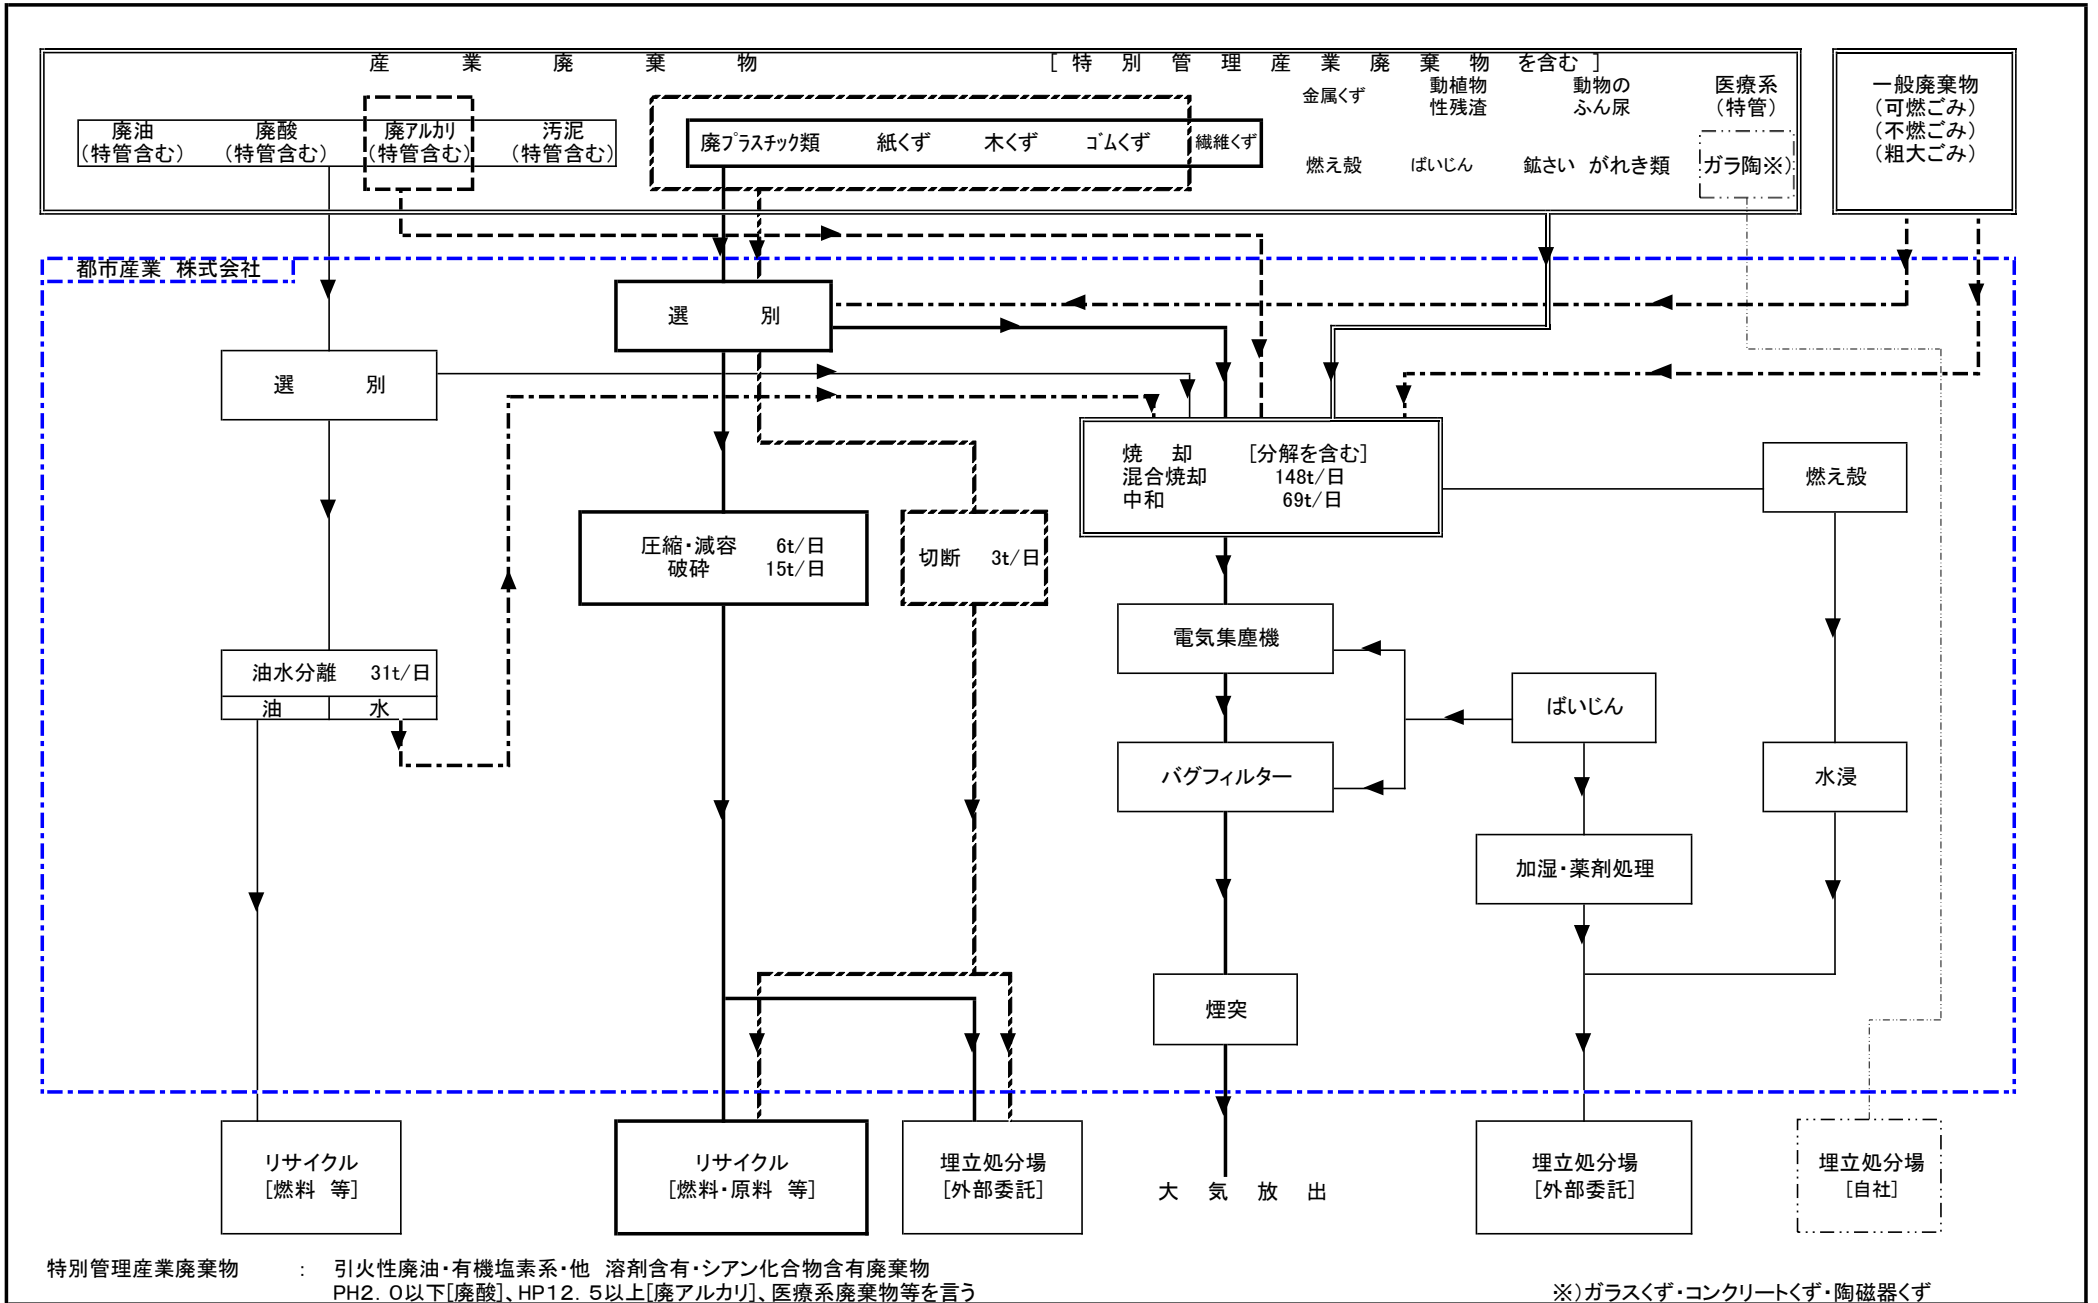 産業廃棄物 [特別管理産業廃棄物を含む]
金属くず 動植物性残渣 動物のふん尿 医療系(特管)
廃油(特管含む) 廃酸(特管含む) 廃アルカリ(特管含む) 汚泥(特管含む)
廃プラスチック類 紙くず 木くず ゴムくず 繊維くず
燃え殻 ばいじん 鉱さい がれき類 ガラ陶※)
一般廃棄物
(可燃ごみ)
(不燃ごみ)
(粗大ごみ)
都市産業 株式会社
選別
選別
焼却 [分解を含む]
混合焼却 148t/日
中和 69t/日
燃え殻
圧縮・減容 6t/日
破砕 15t/日
切断 3t/日
電気集塵機
油水分離 31t/日
油 水
ばいじん
バグフィルター
水浸
加湿・薬剤処理
煙突
リサイクル
[燃料 等]
リサイクル
[燃料・原料 等]
埋立処分場
[外部委託]
大気放出
埋立処分場
[外部委託]
埋立処分場
[自社]
特別管理産業廃棄物 : 引火性廃油・有機塩素系・他 溶剤含有・シアン化合物含有廃棄物
PH2.0以下[廃酸]、HP12.5以上[廃アルカリ]、医療系廃棄物等を言う
※)ガラスくず・コンクリートくず・陶磁器くず